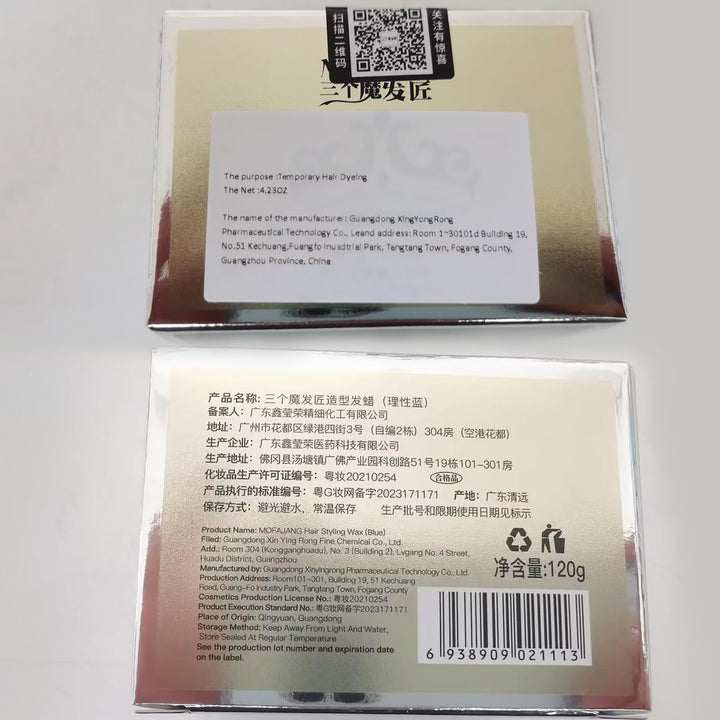 扫描二维码
关注有惊喜
三个魔发匠
The purpose :Temporary Hair Dyeing
The Net :4.23OZ
The name of the manufacturer: Guangdong XingYongRong
Pharmaceutical Technology Co,. Leand address: Room 1~30101d Building 19,
No.51 Kechuang,Fuangfo inusdtrial Park, Tangtang Town, Fogang County,
Guangzhou Province, China
产品名称: 三个魔发匠造型发蜡（理性蓝）
备案人: 广东鑫莹荣精细化工有限公司
地址: 广州市花都区绿港四街3号（自编2栋）304房（空港花都）
生产企业: 广东鑫莹荣医药科技有限公司
生产地址: 佛冈县汤塘镇广佛产业园科创路51号19栋101-301房
化妆品生产许可证编号: 粤妆20210254 合格品
产品执行的标准编号: 粤G妆网备字2023171171 产地: 广东清远
保存方式: 避光避水，常温保存 生产批号和限期使用日期见标示
Product Name: MOFAJANG Hair Styling Wax (Blue)
Filed: Guangdong Xin Ying Rong Fine Chemical Co., Ltd.
Add.: Room 304 (Kongganghuadu), No. 3 (Building 2), Lvgang No. 4 Street,
Huadu District, Guangzhou
Manufactured by: Guangdong XinyIngrong Pharmaceutical Technology Co., Ltd.
Production Address: Room101-301, Building 19, 51 Kechuang
Road, Guang-Fo Industry Park, Tangtang Town, Fogang County
Cosmetics Production License No.: 粤妆20210254
Product Execution Standard No.: 粤G妆网备字2023171171
Place of Origin: Qingyuan, Guangdong
Storage Method: Keep Away From Light And Water,
Store Sealed At Regular Temperature
See the production lot number and expiration date
on the label.
净含量:120g
6 938909 021113